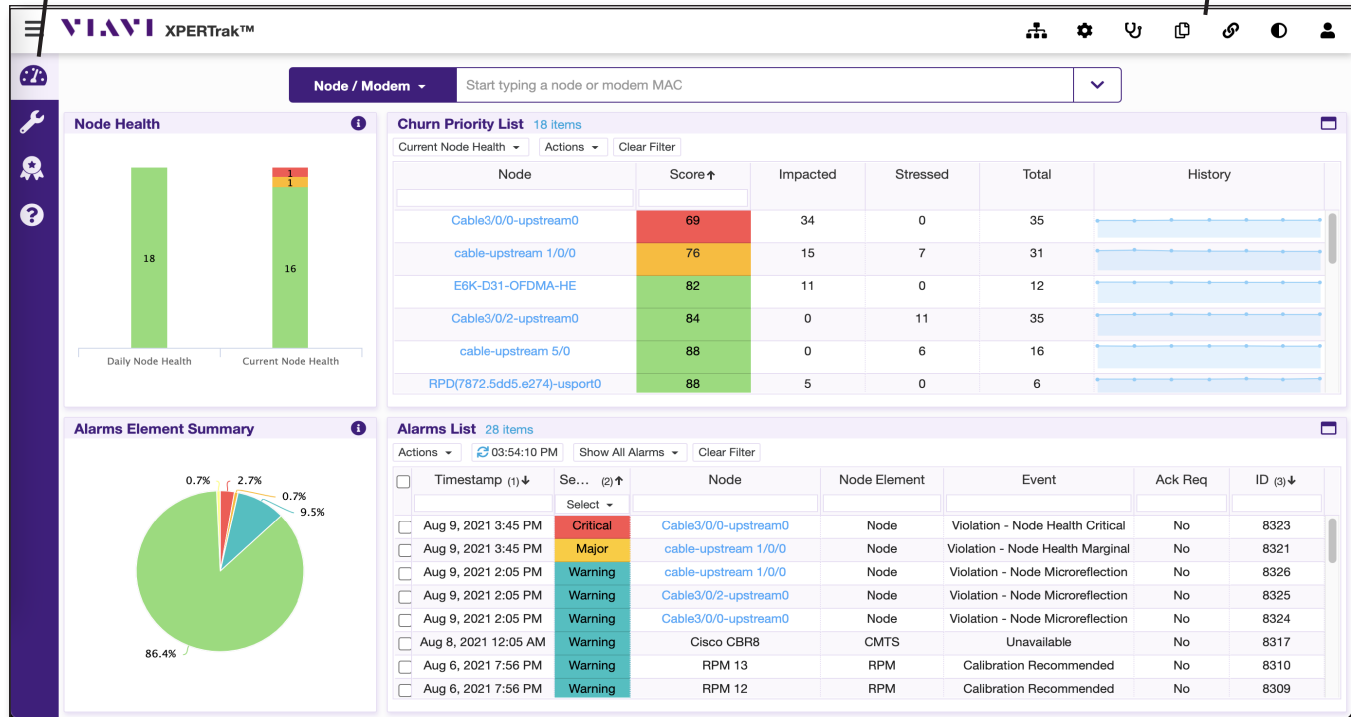 VIAVI XPERTrak™
Node / Modem Start typing a node or modem MAC
Node Health
1
1
18
16
Daily Node Health Current Node Health
Churn Priority List 18 items
Current Node Health Actions Clear Filter
Node Score Impacted Stressed Total History
Cable3/0/0-upstream0 69 34 0 35
cable-upstream 1/0/0 76 15 7 31
E6K-D31-OFDMA-HE 82 11 0 12
Cable3/0/2-upstream0 84 0 11 35
cable-upstream 5/0 88 0 6 16
RPD(7872.5dd5.e274)-usport0 88 5 0 6
Alarms Element Summary
0.7% 2.7%
0.7%
9.5%
86.4%
Alarms List 28 items
Actions 03:54:10 PM Show All Alarms Clear Filter
Timestamp (1) Se... (2) Node Node Element Event Ack Req ID (3)
Select
Aug 9, 2021 3:45 PM Critical Cable3/0/0-upstream0 Node Violation - Node Health Critical No 8323
Aug 9, 2021 3:45 PM Major cable-upstream 1/0/0 Node Violation - Node Health Marginal No 8321
Aug 9, 2021 2:05 PM Warning cable-upstream 1/0/0 Node Violation - Node Microreflection No 8326
Aug 9, 2021 2:05 PM Warning Cable3/0/2-upstream0 Node Violation - Node Microreflection No 8325
Aug 9, 2021 2:05 PM Warning Cable3/0/0-upstream0 Node Violation - Node Microreflection No 8324
Aug 8, 2021 12:05 AM Warning Cisco CBR8 CMTS Unavailable No 8317
Aug 6, 2021 7:56 PM Warning RPM 13 RPM Calibration Recommended No 8310
Aug 6, 2021 7:56 PM Warning RPM 12 RPM Calibration Recommended No 8309